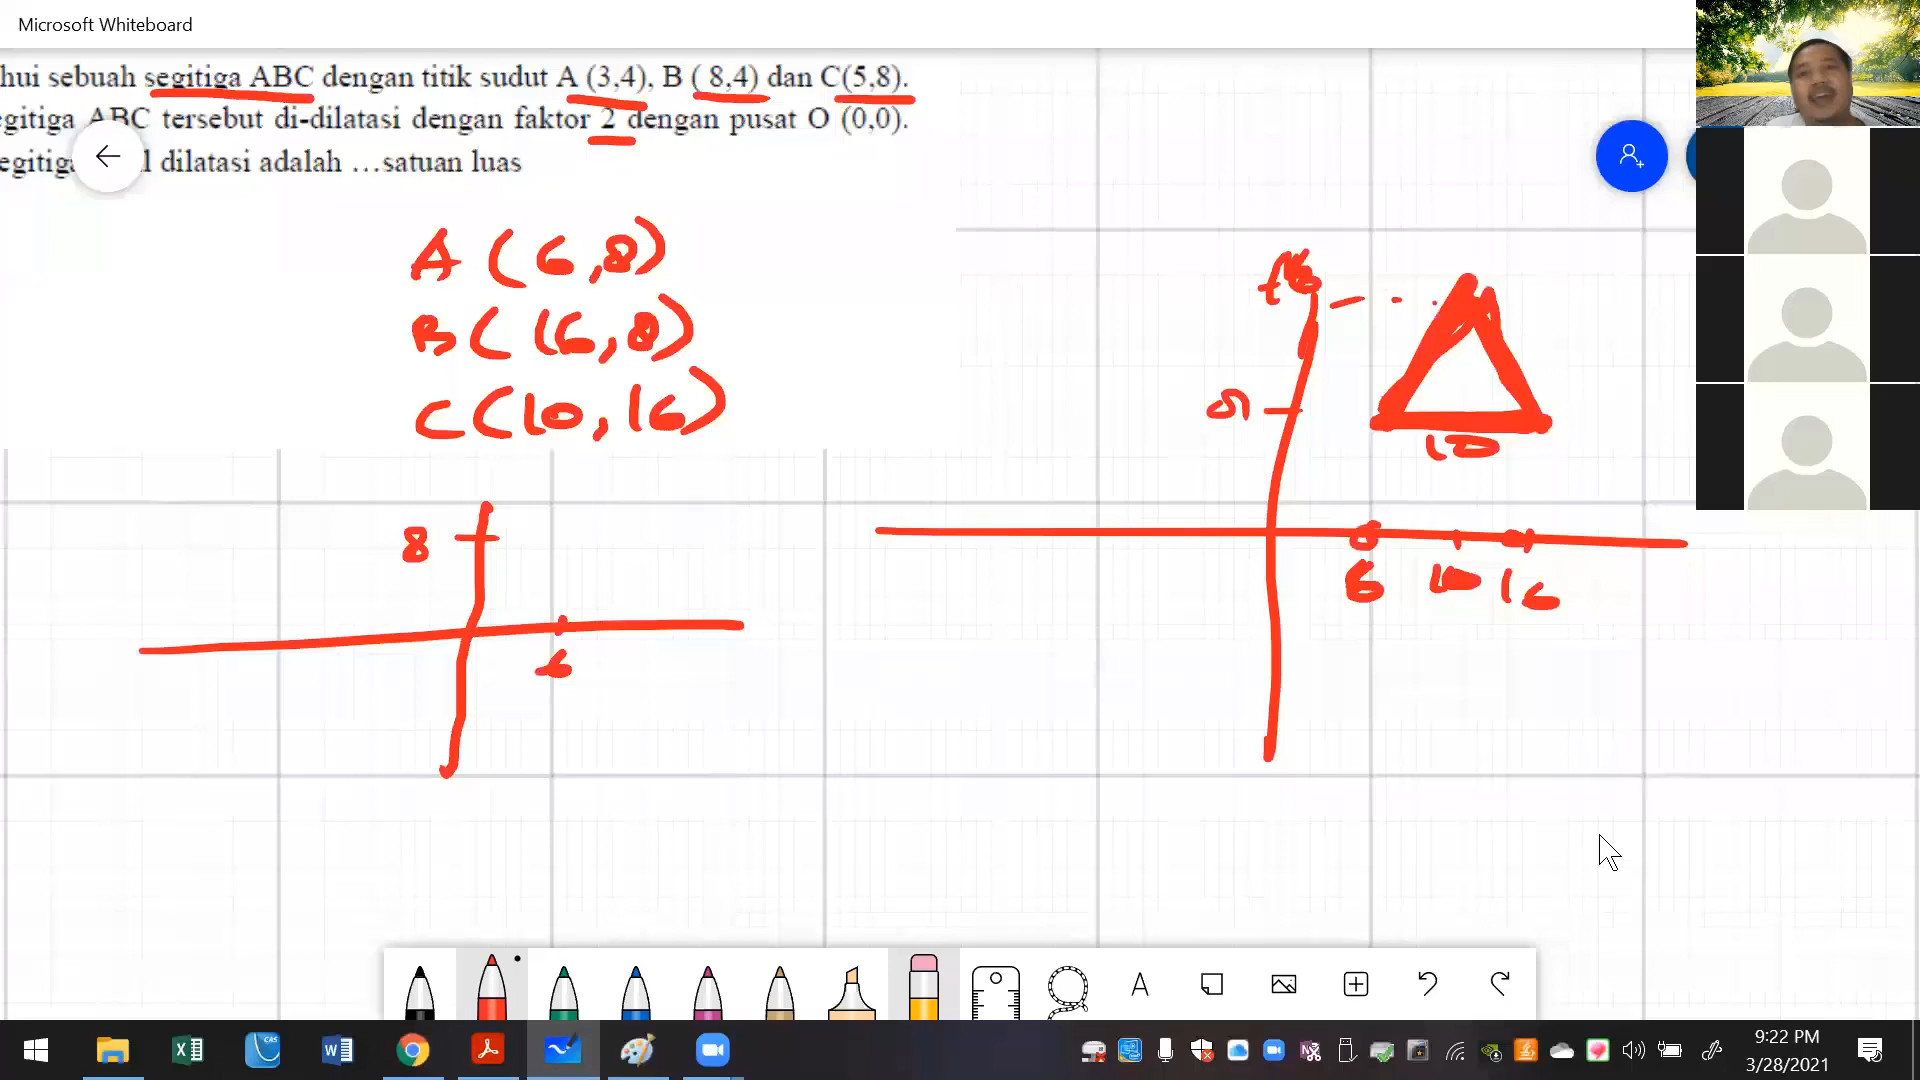 Microsoft Whiteboard
hui sebuah segitiga ABC dengan titik sudut A (3,4), B ( 8,4) dan C(5,8).
egitiga ABC tersebut di-dilatasi dengan faktor 2 dengan pusat O (0,0).
egitiga l dilatasi adalah ...satuan luas
A (6,8)
B (16,8)
C (10,16)
16
10
6 10 16
8
6
9:22 PM
3/28/2021